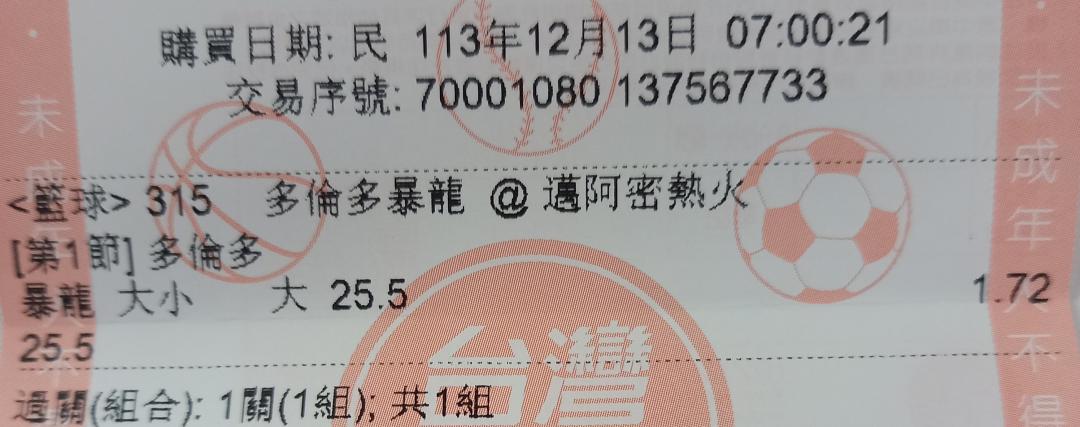 購買日期: 民 113年12月13日 07:00:21
交易序號: 70001080 137567733
<籃球> 315 多倫多暴龍 @ 邁阿密熱火
[第1節] 多倫多
暴龍 大小 大 25.5 1.72
25.5
過關(組合): 1關(1組); 共1組
台灣
未成年
未成年人不得